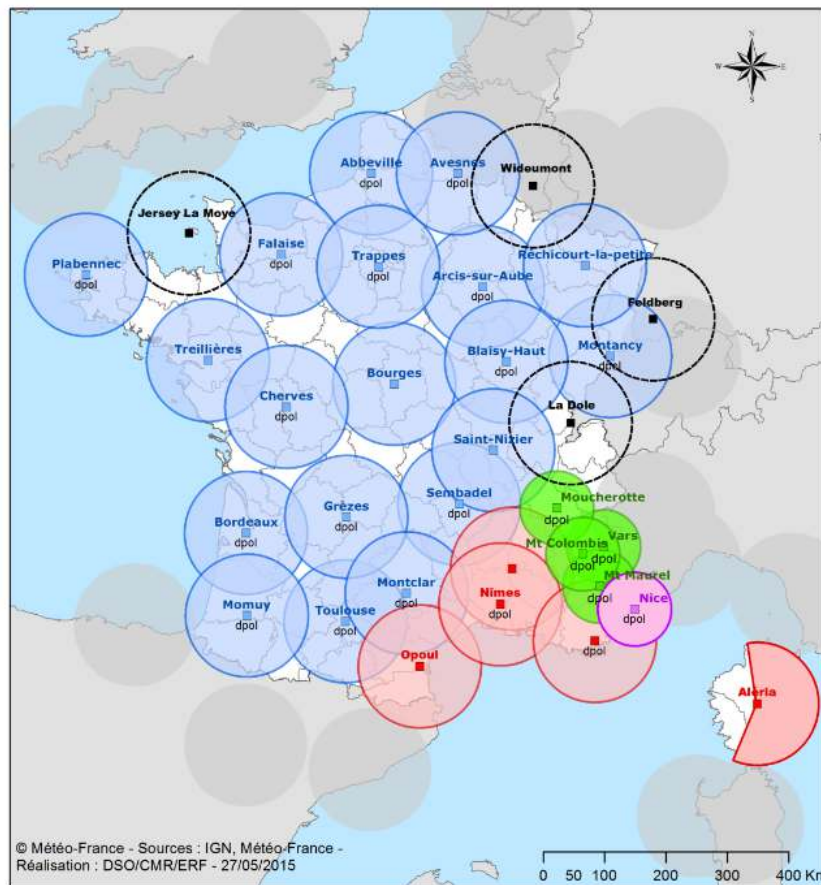 N
W
E
S
Abbeville
dpol
Avesnes
dpol
Wideumont
Jersey La Moye
Falaise
dpol
Trappes
dpol
Arcis-sur-Aube
dpol
Réchicourt-la-petite
Plabennec
dpol
Feldberg
Treillières
Blaisy-Haut
dpol
Montancy
dpol
Bourges
Cherves
dpol
La Dole
Saint-Nizier
Sembadel
Moucherotte
dpol
Grèzes
dpol
Bordeaux
dpol
Mt Colombis
dpol
Vars
dpol
Mt Maurel
dpol
Nîmes
dpol
Montclar
dpol
Nice
dpol
Momuy
dpol
Toulouse
dpol
dpol
Opoul
Aléria
© Météo-France - Sources : IGN, Météo-France -
Réalisation : DSO/CMR/ERF - 27/05/2015
0 50 100 200 300 400 Km